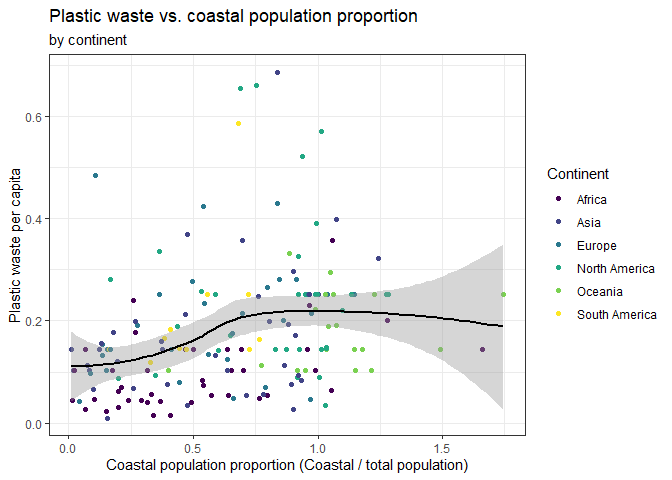 Plastic waste vs. coastal population proportion
by continent
Plastic waste per capita
0.6
0.4
0.2
0.0
0.0 0.5 1.0 1.5
Coastal population proportion (Coastal / total population)
Continent
Africa
Asia
Europe
North America
Oceania
South America